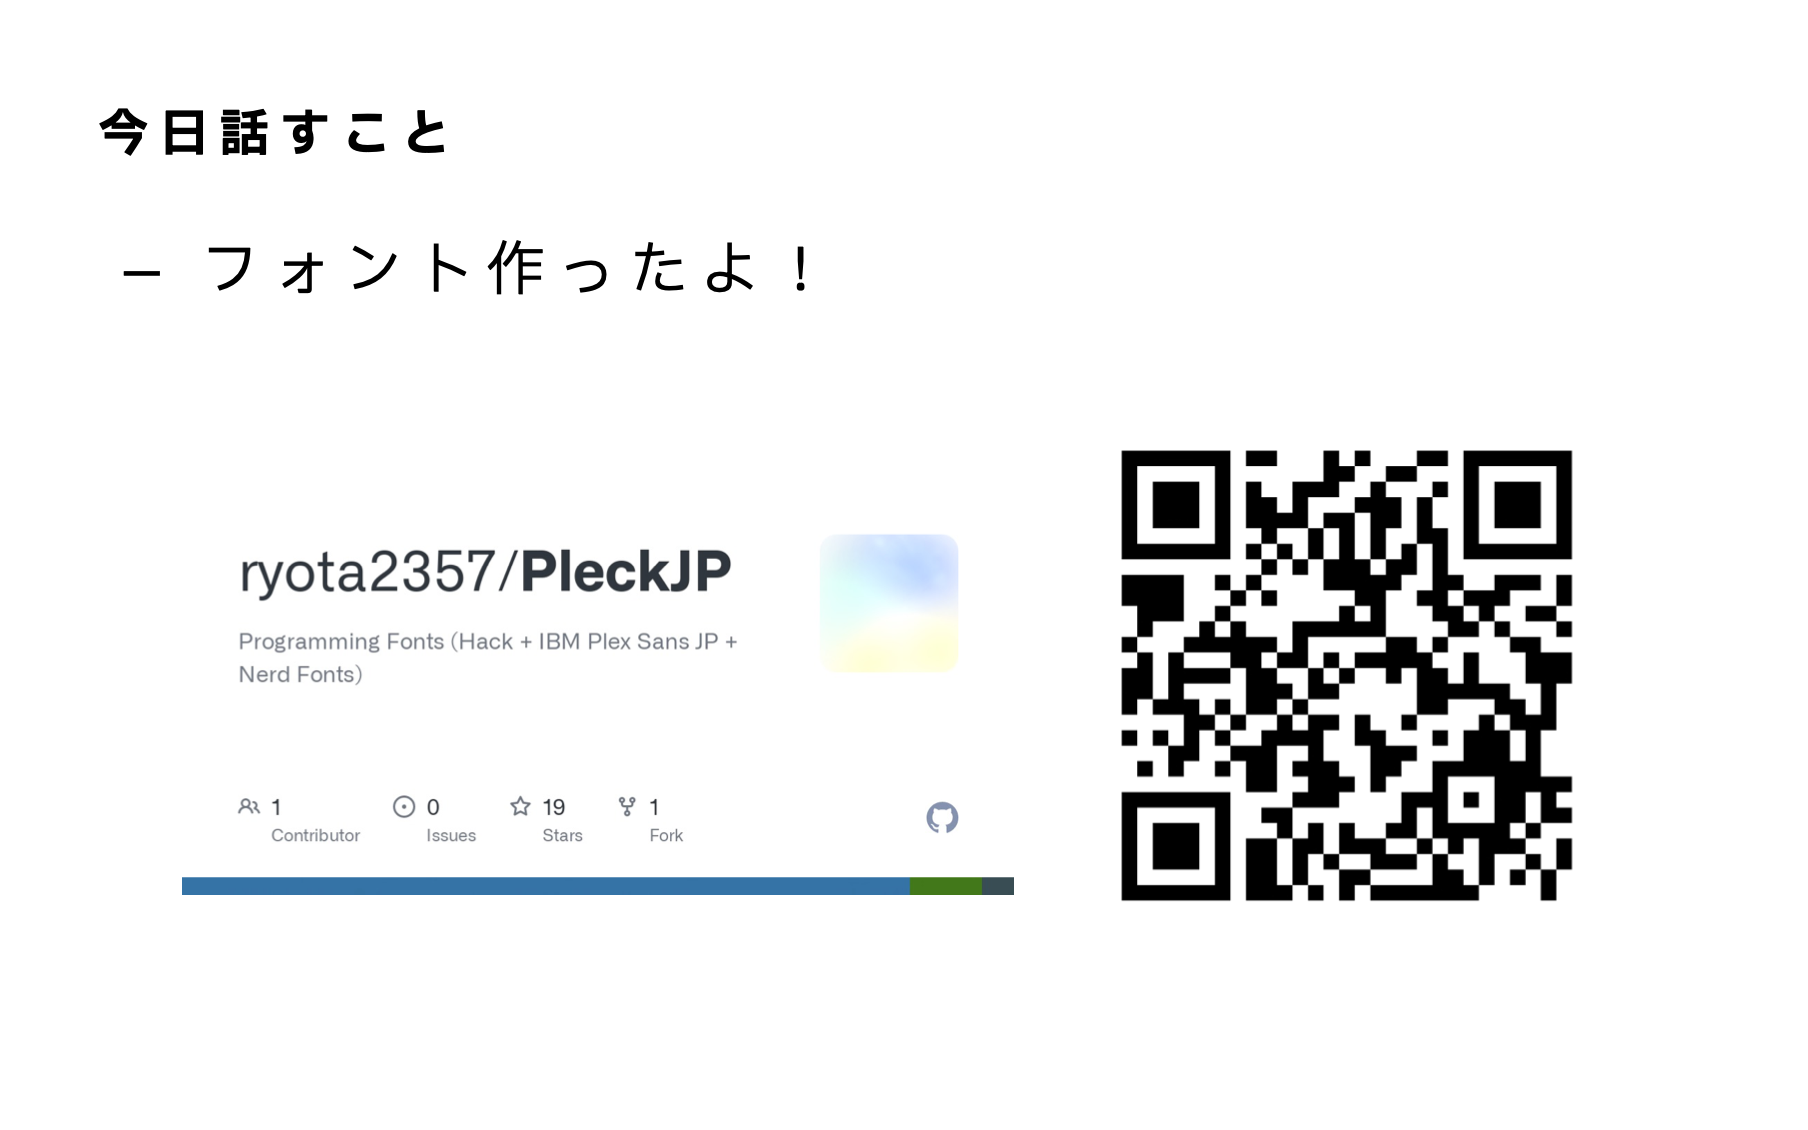 今日話すこと
– フォント作ったよ！
ryota2357/PleckJP
Programming Fonts (Hack + IBM Plex Sans JP +
Nerd Fonts)
1 0 19 1
Contributor Issues Stars Fork